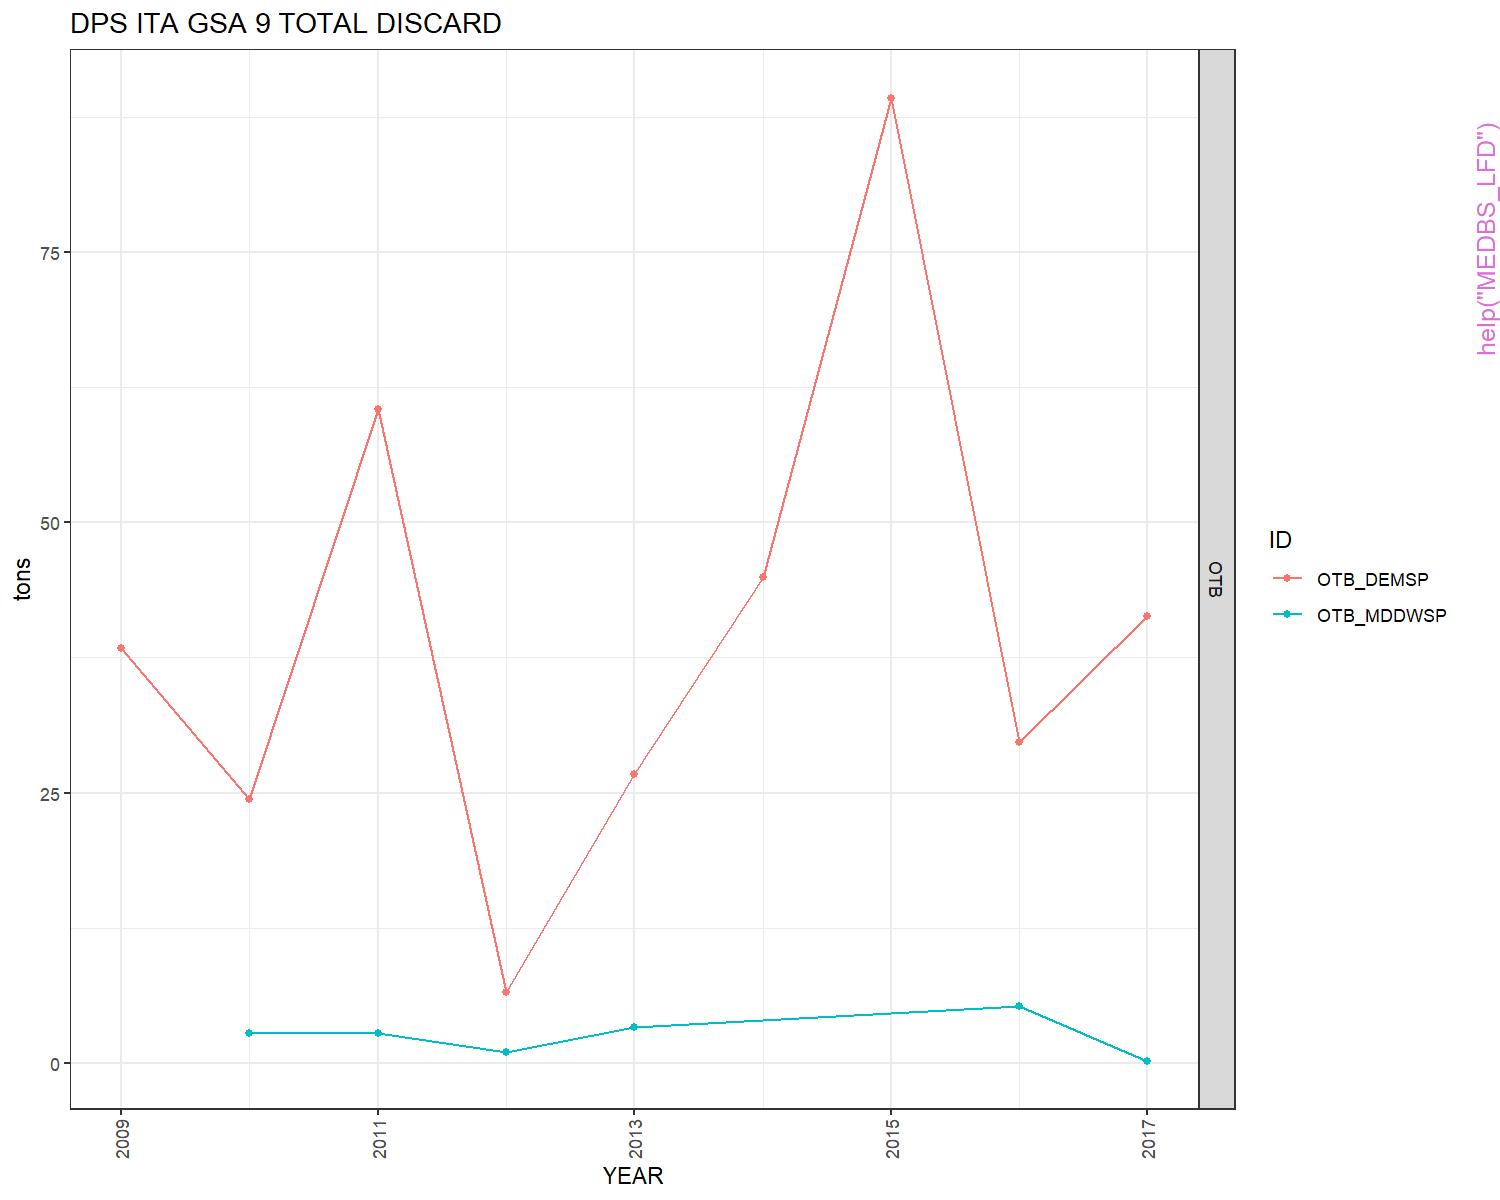 DPS ITA GSA 9 TOTAL DISCARD
help("MEDBS_LFD")
75
50
25
0
tons
OTB
ID
OTB_DEMSP
OTB_MDDWSP
2009
2011
2013
2015
2017
YEAR